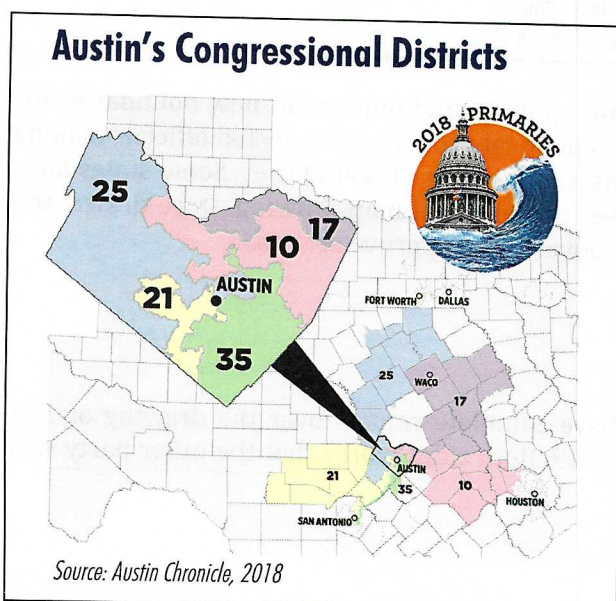 Austin's Congressional Districts
2018 PRIMARIES
25
17
10
21
AUSTIN
35
FORT WORTH
DALLAS
25
WACO
17
AUSTIN
21
35
10
HOUSTON
SAN ANTONIO
Source: Austin Chronicle, 2018